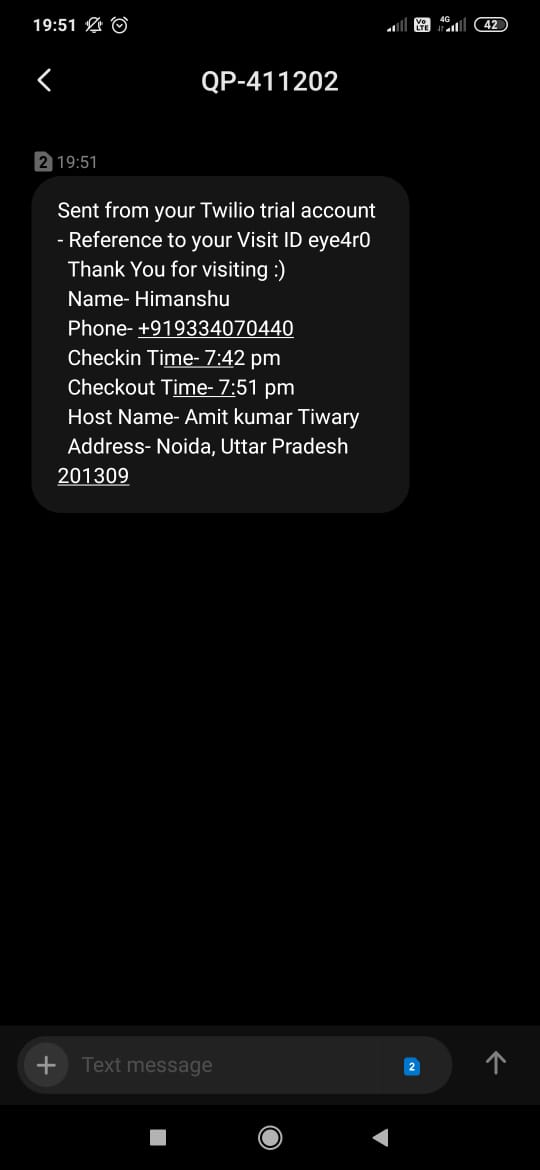 19:51
4G
Vo
LTE
42
QP-411202
2 19:51
Sent from your Twilio trial account
- Reference to your Visit ID eye4r0
Thank You for visiting :)
Name- Himanshu
Phone- +919334070440
Checkin Time- 7:42 pm
Checkout Time- 7:51 pm
Host Name- Amit kumar Tiwary
Address- Noida, Uttar Pradesh
201309
Text message
2